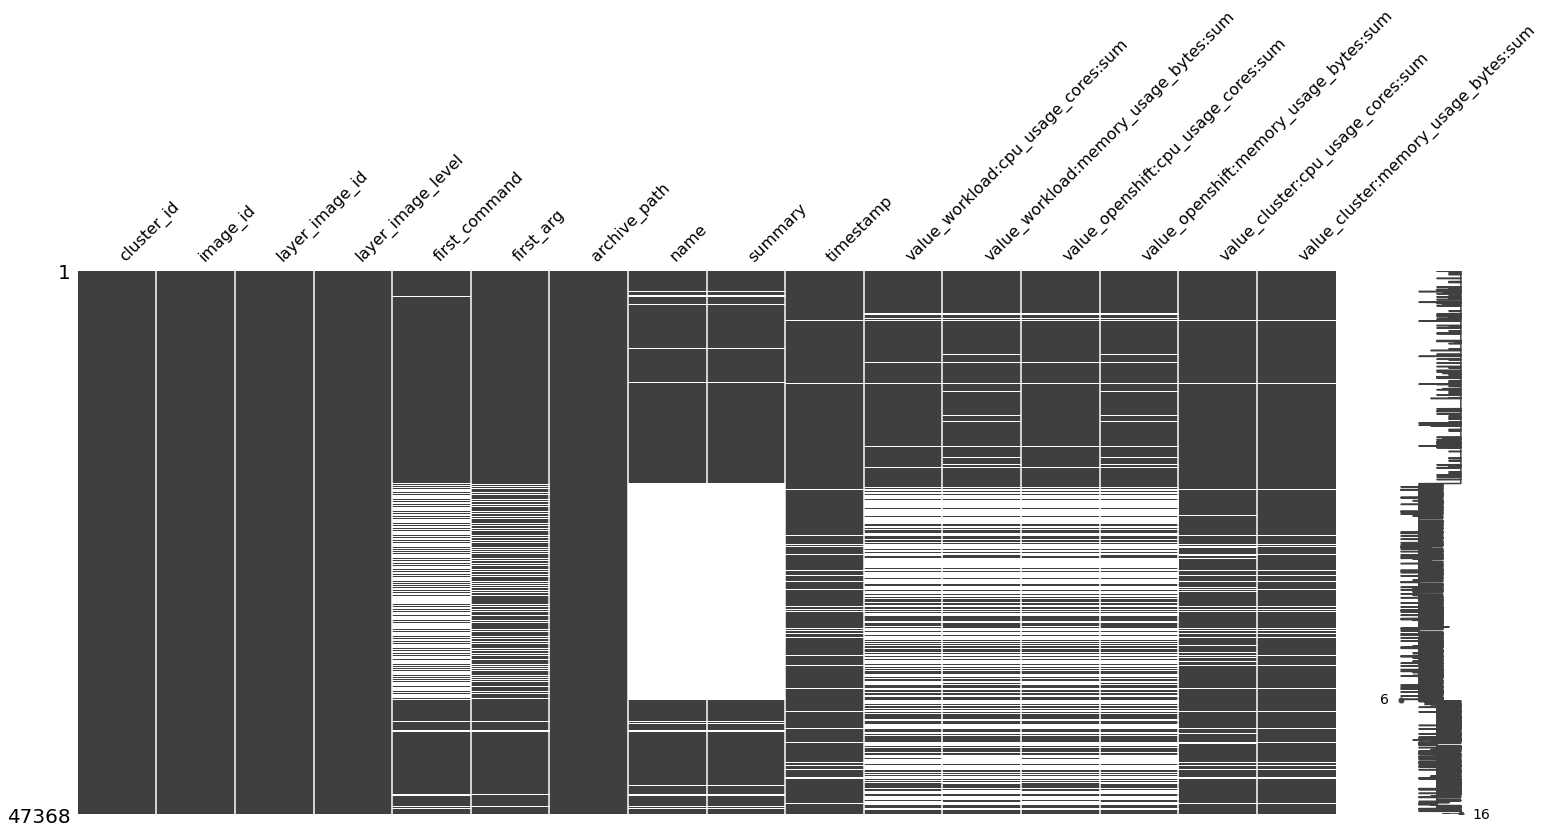 cluster_id
image_id
layer_image_id
layer_image_level
first_command
first_arg
archive_path
name
summary
timestamp
value_workload:cpu_usage_cores:sum
value_workload:memory_usage_bytes:sum
value_openshift:cpu_usage_cores:sum
value_openshift:memory_usage_bytes:sum
value_cluster:cpu_usage_cores:sum
value_cluster:memory_usage_bytes:sum
1
6
47368
16